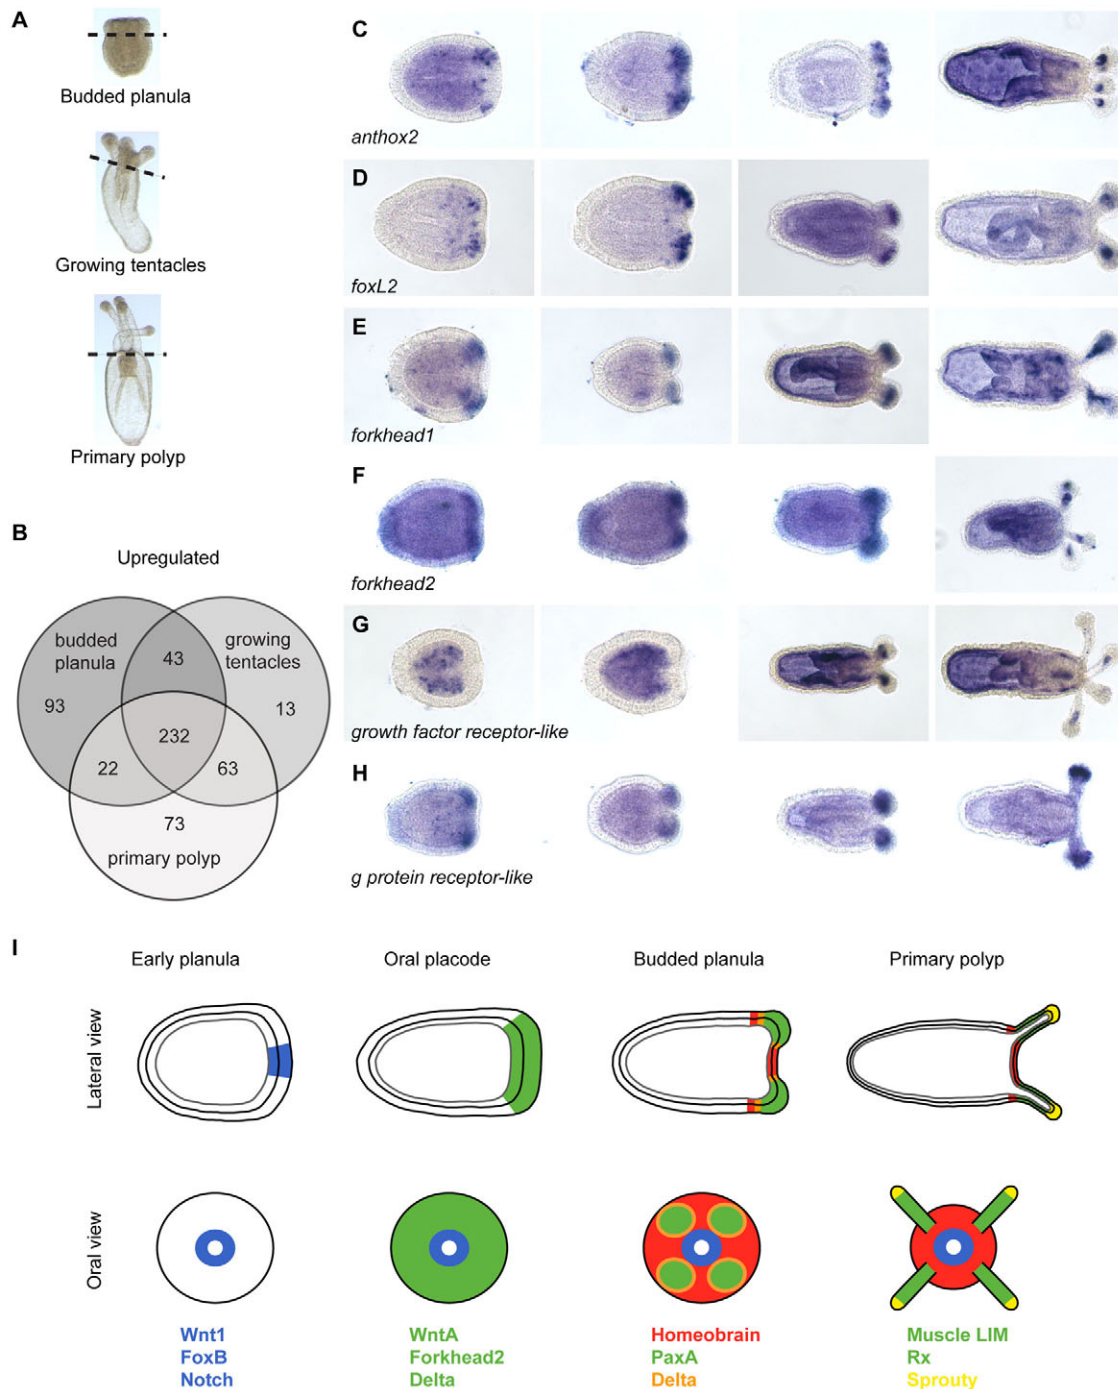 A
Budded planula
Growing tentacles
Primary polyp
B
Upregulated
budded
planula
growing
tentacles
43
93
13
232
22
63
73
primary polyp
C
anthox2
D
foxL2
E
forkhead1
F
forkhead2
G
growth factor receptor-like
H
g protein receptor-like
I
Early planula
Oral placode
Budded planula
Primary polyp
Lateral view
Oral view
Wnt1
FoxB
Notch
WntA
Forkhead2
Delta
Homeobrain
PaxA
Delta
Muscle LIM
Rx
Sprouty